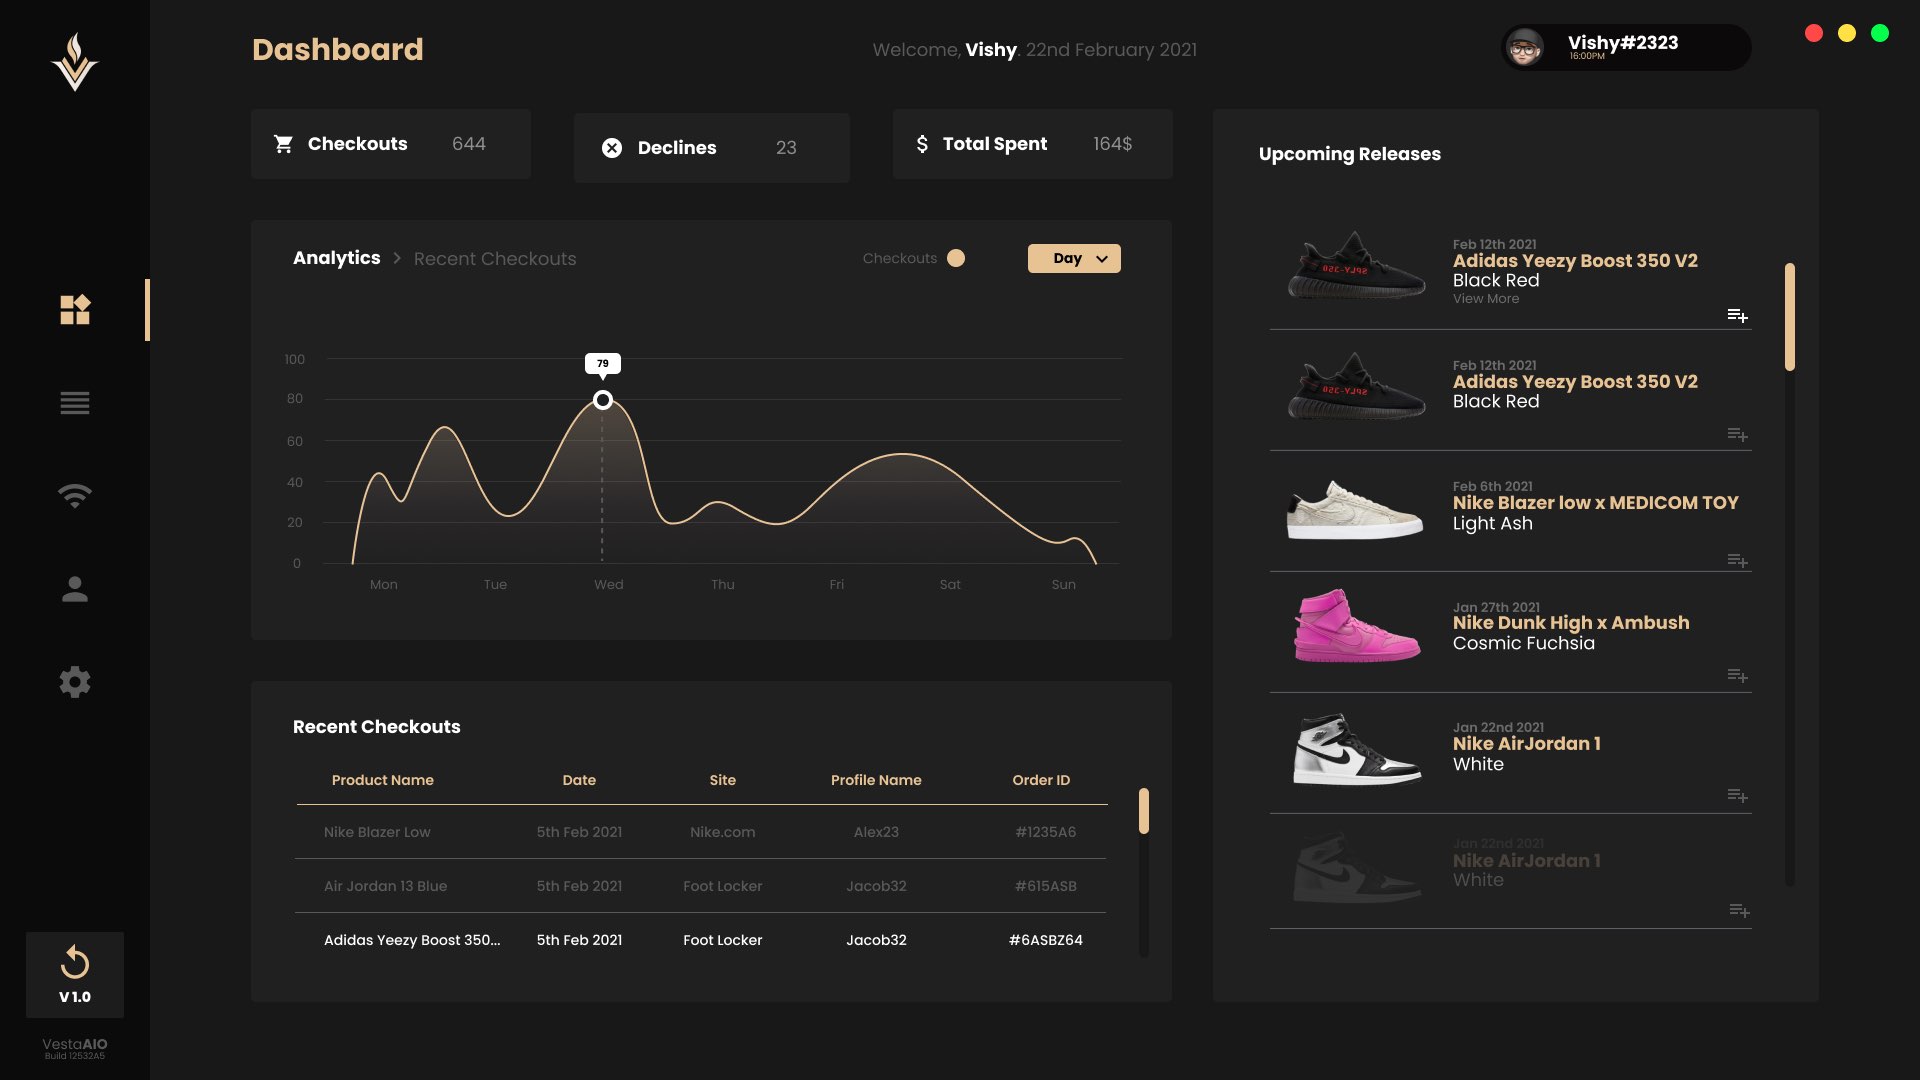 Dashboard
Welcome, Vishy. 22nd February 2021
Vishy#2323
16:00PM
Checkouts 644
Declines 23
Total Spent 164$
Analytics > Recent Checkouts
Checkouts
Day
100
80
60
40
20
0
79
Mon Tue Wed Thu Fri Sat Sun
Recent Checkouts
Product Name Date Site Profile Name Order ID
Nike Blazer Low 5th Feb 2021 Nike.com Alex23 #1235A6
Air Jordan 13 Blue 5th Feb 2021 Foot Locker Jacob32 #615ASB
Adidas Yeezy Boost 350... 5th Feb 2021 Foot Locker Jacob32 #6ASBZ64
Upcoming Releases
Feb 12th 2021
Adidas Yeezy Boost 350 V2
Black Red
View More
Feb 12th 2021
Adidas Yeezy Boost 350 V2
Black Red
Feb 6th 2021
Nike Blazer low x MEDICOM TOY
Light Ash
Jan 27th 2021
Nike Dunk High x Ambush
Cosmic Fuchsia
Jan 22nd 2021
Nike AirJordan 1
White
Jan 22nd 2021
Nike AirJordan 1
White
V 1.0
VestaAIO
Build 12532A5